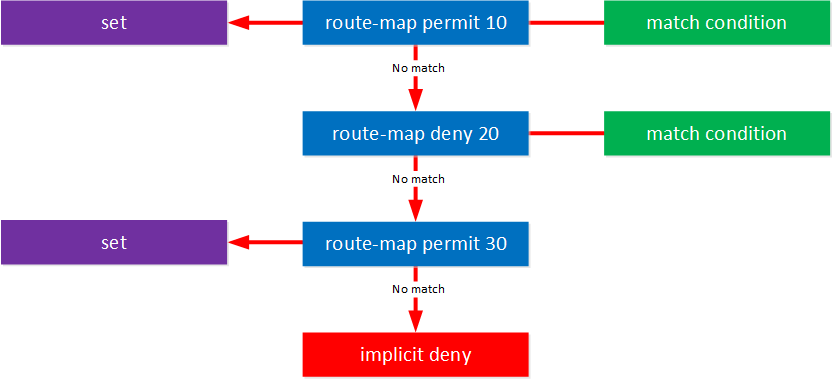 set
route-map permit 10
match condition
No match
route-map deny 20
match condition
No match
set
route-map permit 30
No match
implicit deny